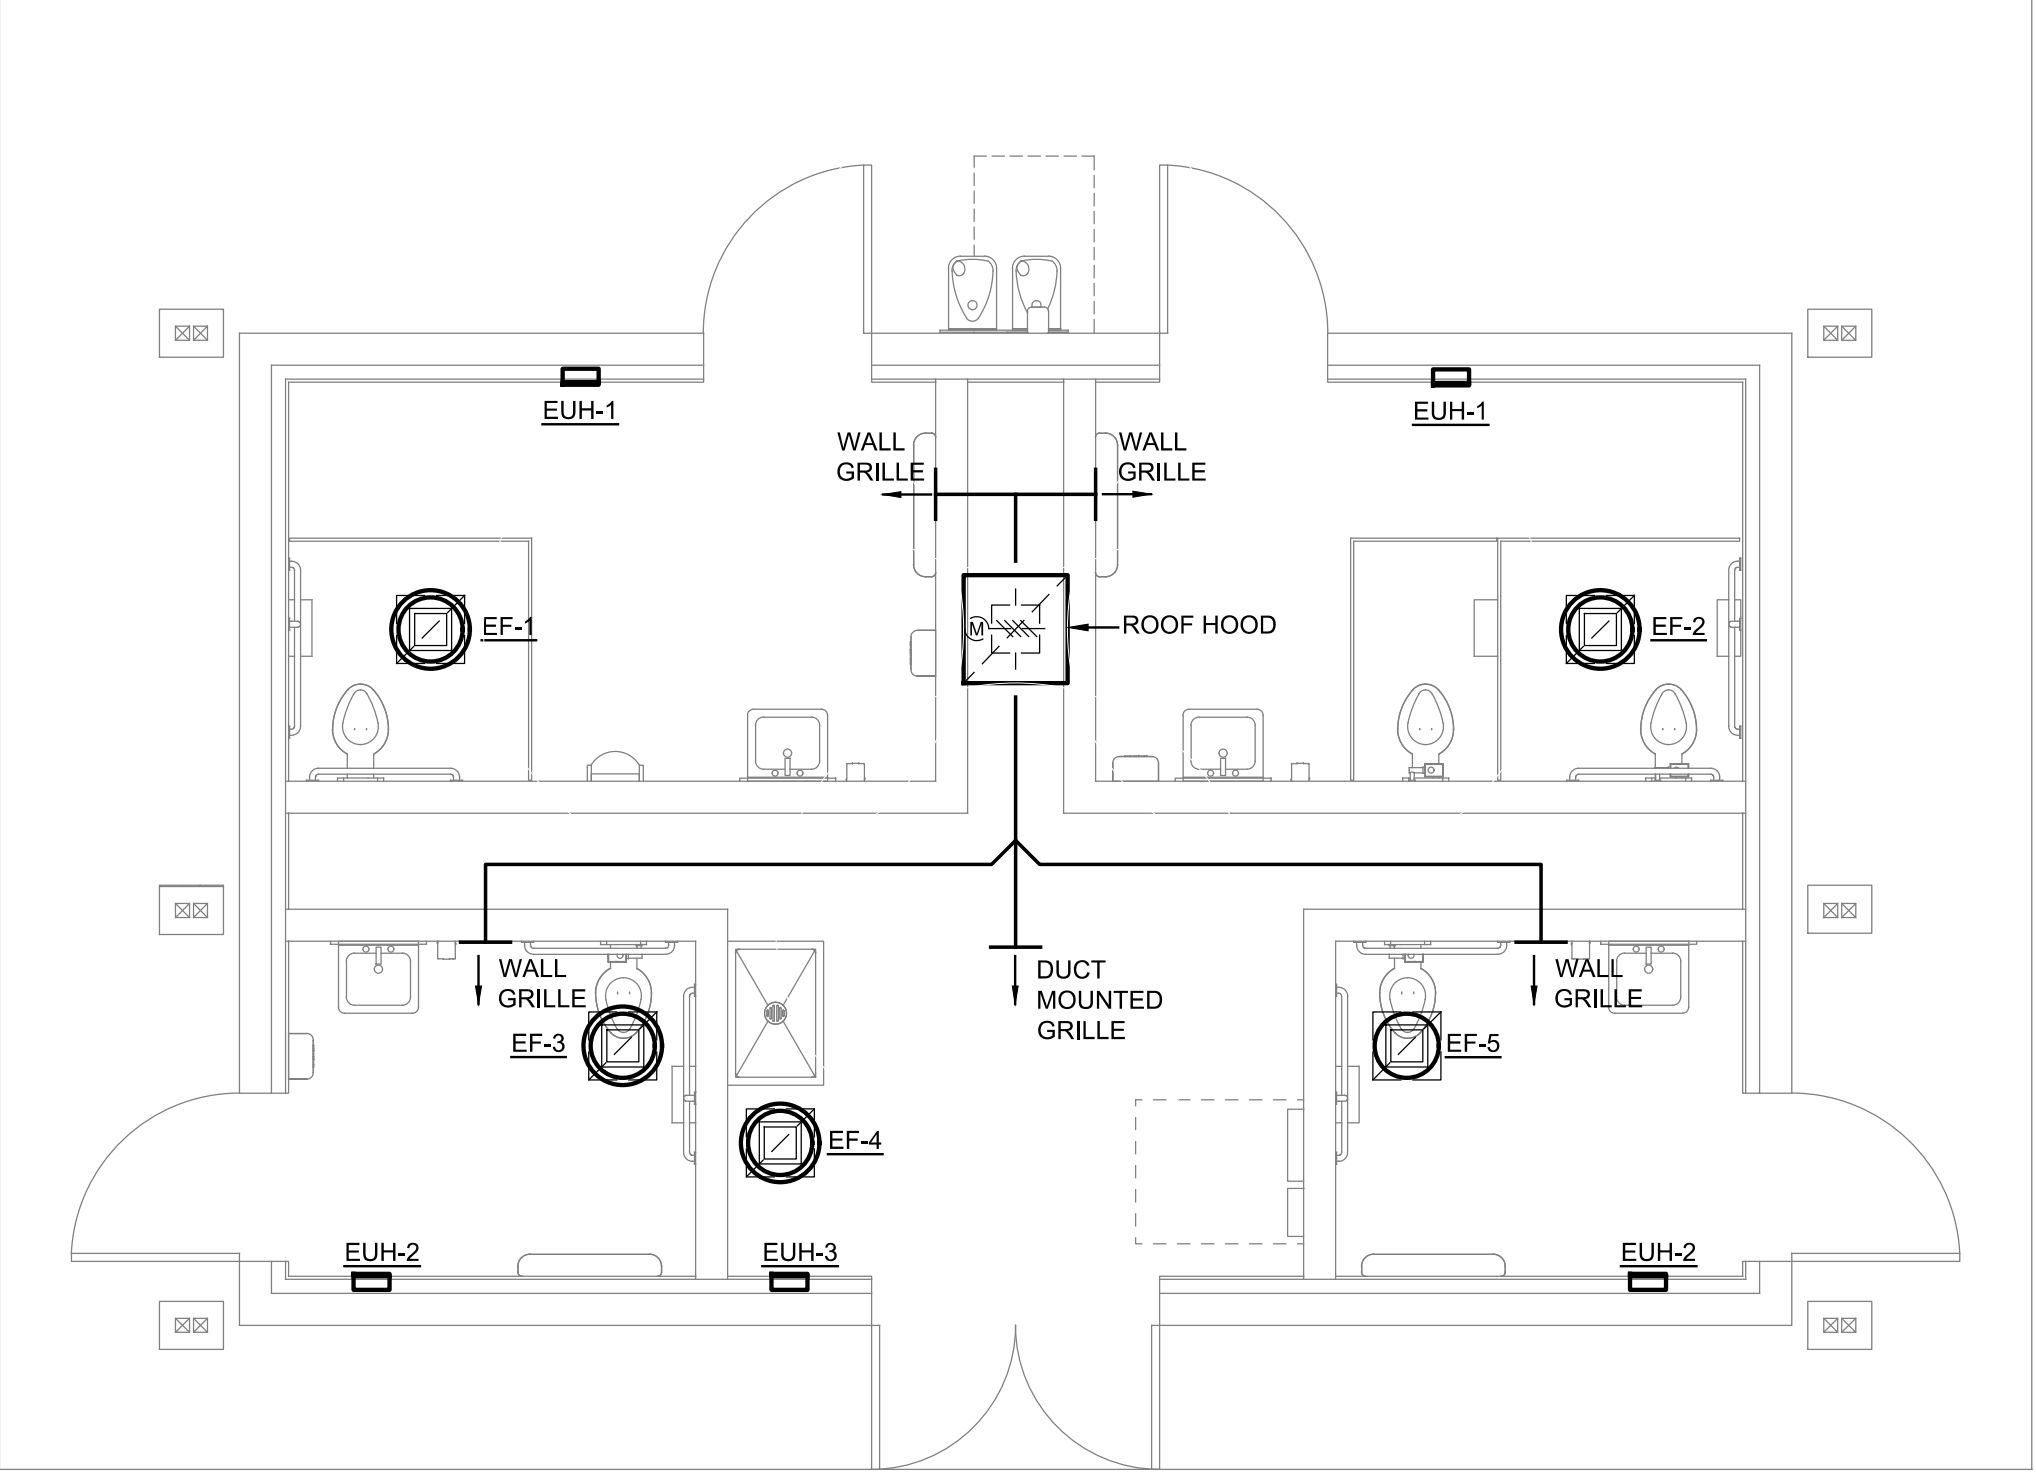 EUH-1
EUH-1
WALL
GRILLE
WALL
GRILLE
EF-1
M
ROOF HOOD
EF-2
WALL
GRILLE
DUCT
MOUNTED
GRILLE
WALL
GRILLE
EF-3
EF-5
EF-4
EUH-2
EUH-3
EUH-2